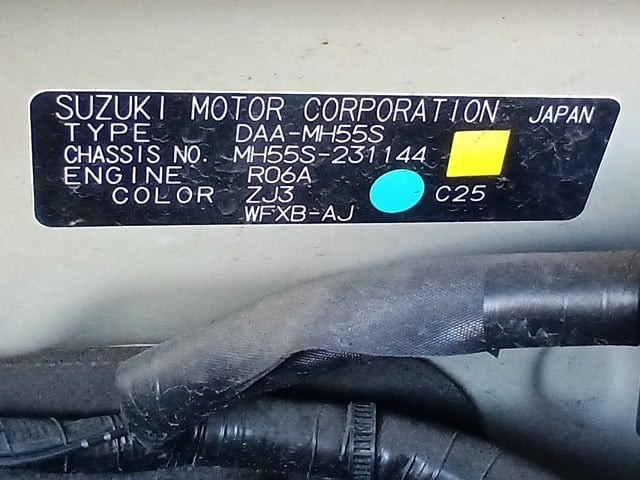 SUZUKI MOTOR CORPORATION JAPAN
TYPE DAA-MH55S
CHASSIS NO. MH55S-231144
ENGINE R06A
COLOR ZJ3 C25
WFXB-AJ